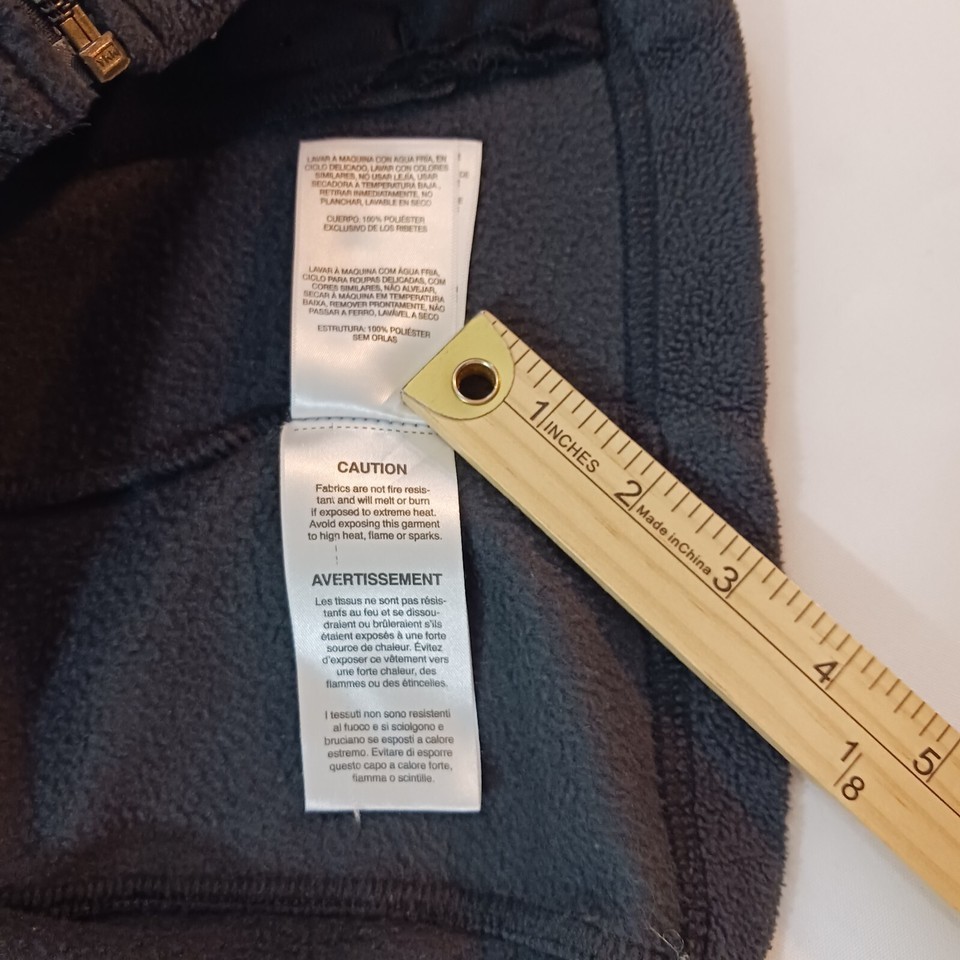 YKK
LAVAR A MAQUINA CON AGUA FRIA, EN
CICLO DELICADO, LAVAR CON COLORES
SIMILARES, NO USAR LEJIA, USAR
SECADORA A TEMPERATURA BAJA,
RETIRAR INMEDIATAMENTE, NO
PLANCHAR, LAVABLE EN SECO
CUERPO: 100% POLIÉSTER
EXCLUSIVO DE LOS RIBETES
DE
LAVAR À MAQUINA COM ÁGUA FRIA,
CICLO PARA ROUPAS DELICADAS, COM
CORES SIMILARES, NÃO ALVEJAR,
SECAR À MÁQUINA EM TEMPERATURA
BAIXA, REMOVER PRONTAMENTE, NÃO
PASSAR A FERRO, LAVÁVEL A SECO
ESTRUTURA: 100% POLIÉSTER
SEM ORLAS
CAUTION
Fabrics are not fire resis-
tant and will melt or burn
if exposed to extreme heat.
Avoid exposing this garment
to high heat, flame or sparks.
AVERTISSEMENT
Les tissus ne sont pas résis-
tants au feu et se dissou-
draient ou brûleraient s'ils
étaient exposés à une forte
source de chaleur. Évitez
d'exposer ce vêtement vers
une forte chaleur, des
flammes ou des étincelles.
I tessuti non sono resistenti
al fuoco e si sciolgono e
bruciano se esposti a calore
estremo. Evitare di esporre
questo capo a calore forte,
fiamma o scintille.
1 INCHES 2 Made in China 3 4 5
1
8